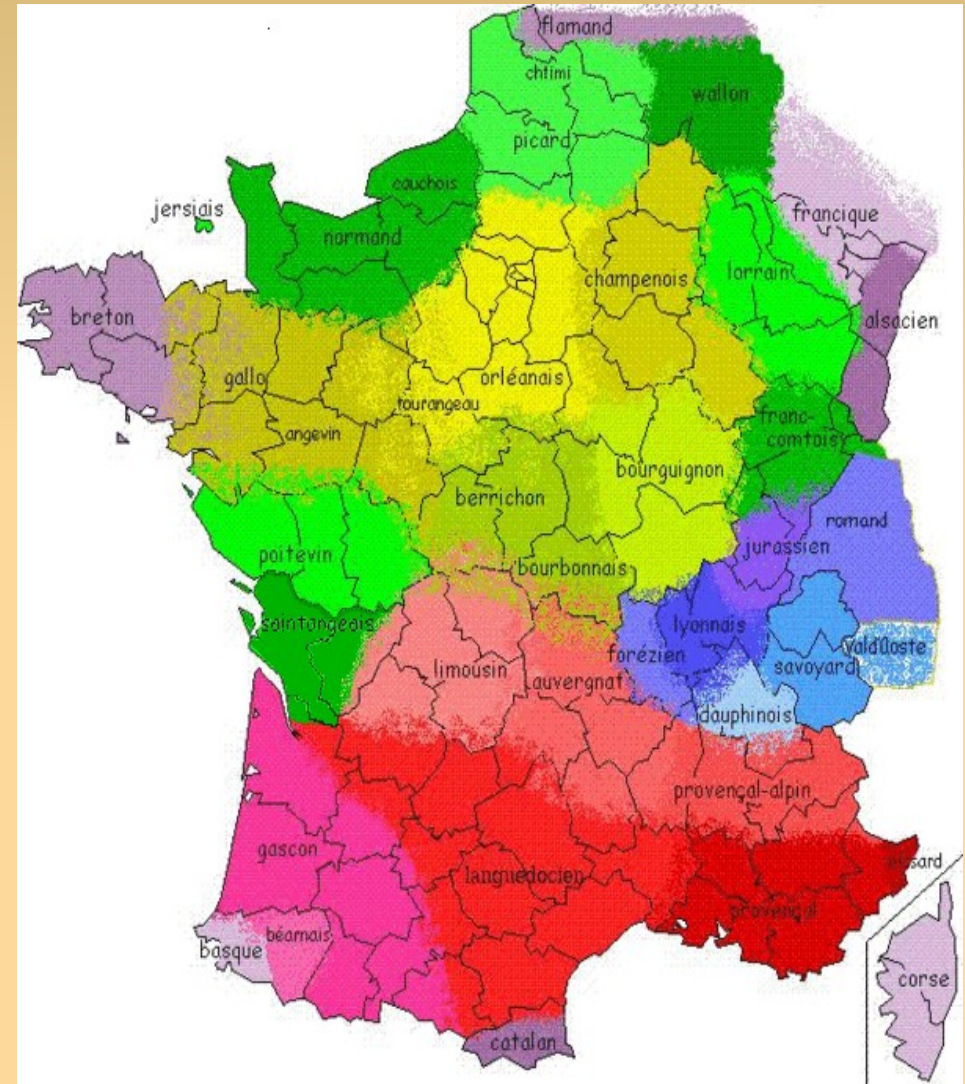 flamand
chtimi
wallon
picard
cauchois
jersiais
normand
francique
champenois
lorrain
breton
alsacien
gallo
orléanais
tourangeau
franc-
comtais
angevin
bourguignon
berrichon
romand
jurassien
poitevin
bourbonnais
saintongeais
lyonnais
valdôoste
forézien
savoyard
limousin
auvergnat
dauphinois
provençal-alpin
gascon
languedocien
provençal
béarnais
basque
corse
catalan